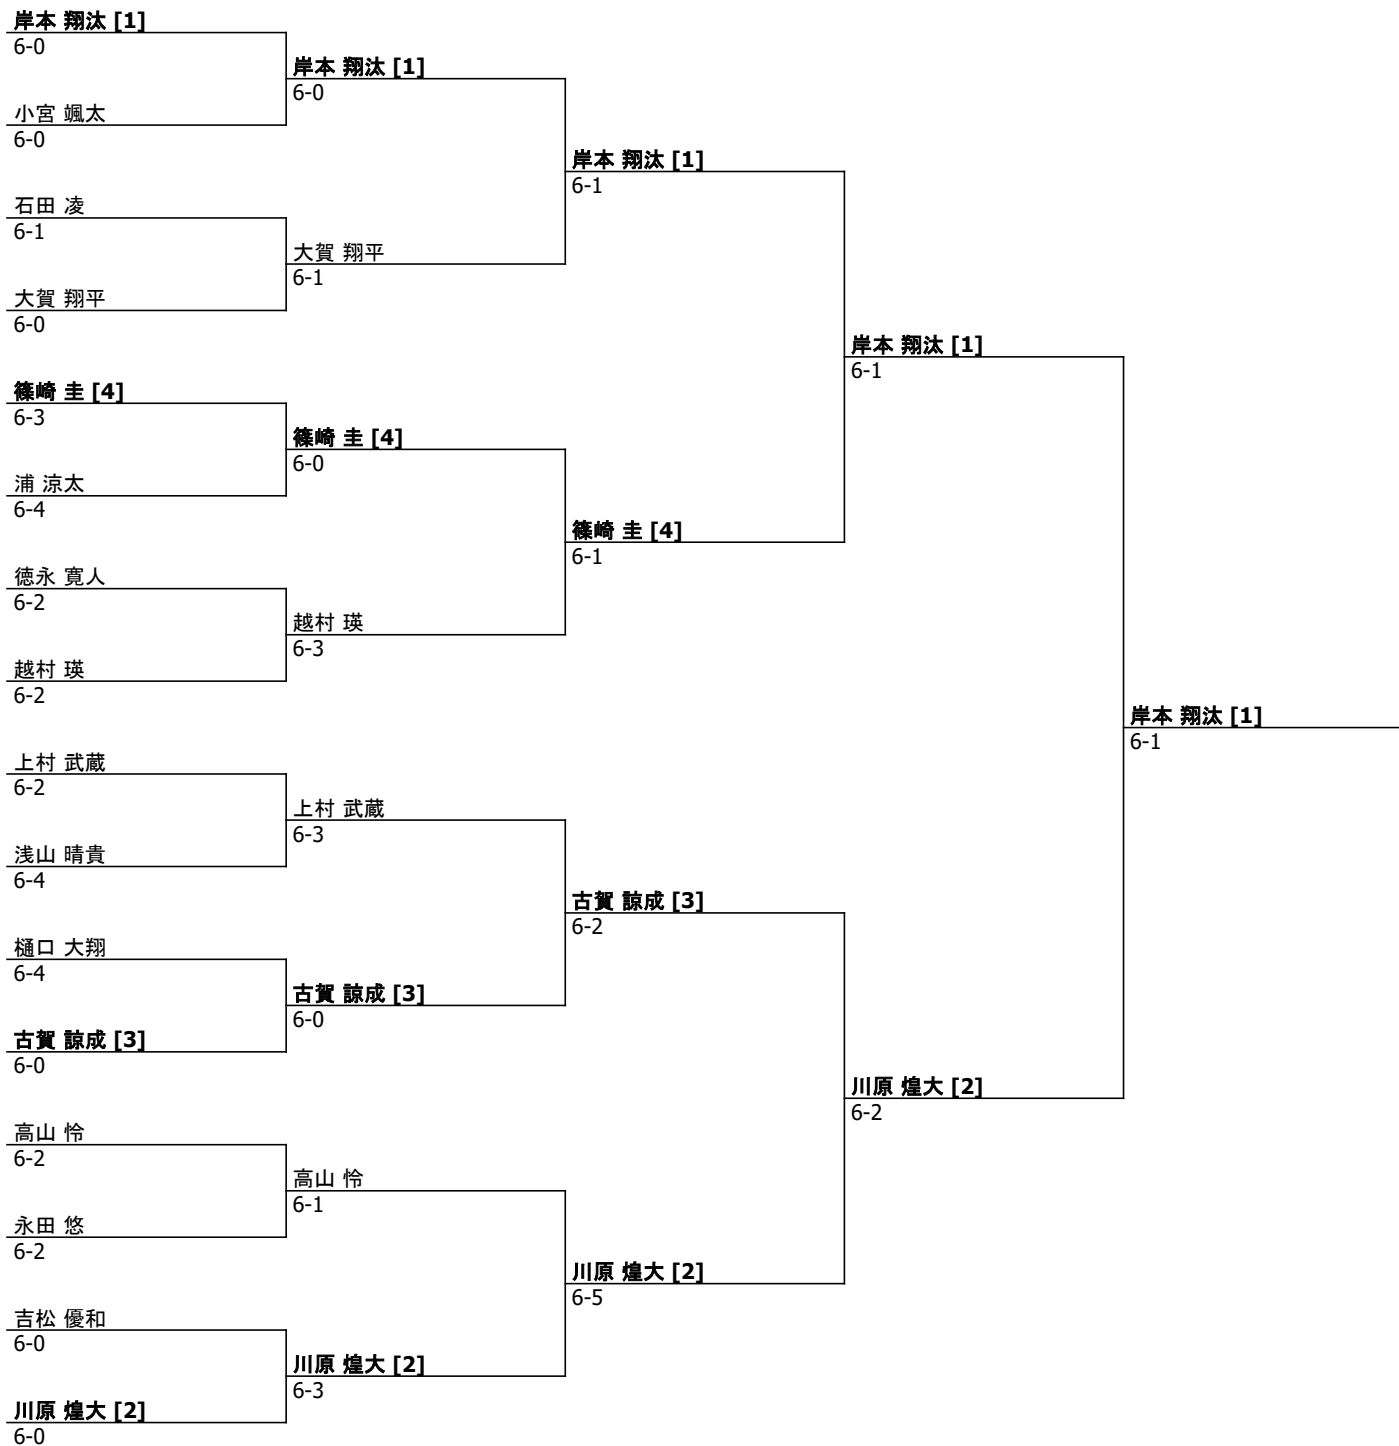 岸本 翔汰 [1]
6-0
小宮 颯太
6-0
石田 凌
6-1
大賀 翔平
6-0
篠崎 圭 [4]
6-3
浦 涼太
6-4
徳永 寛人
6-2
越村 瑛
6-2
上村 武蔵
6-2
浅山 晴貴
6-4
樋口 大翔
6-4
古賀 諒成 [3]
6-0
高山 怜
6-2
永田 悠
6-2
吉松 優和
6-0
川原 煌大 [2]
6-0
岸本 翔汰 [1]
6-0
大賀 翔平
6-1
篠崎 圭 [4]
6-0
越村 瑛
6-3
上村 武蔵
6-3
古賀 諒成 [3]
6-0
高山 怜
6-1
川原 煌大 [2]
6-3
岸本 翔汰 [1]
6-1
篠崎 圭 [4]
6-1
古賀 諒成 [3]
6-2
川原 煌大 [2]
6-5
岸本 翔汰 [1]
6-1
川原 煌大 [2]
6-2
岸本 翔汰 [1]
6-1